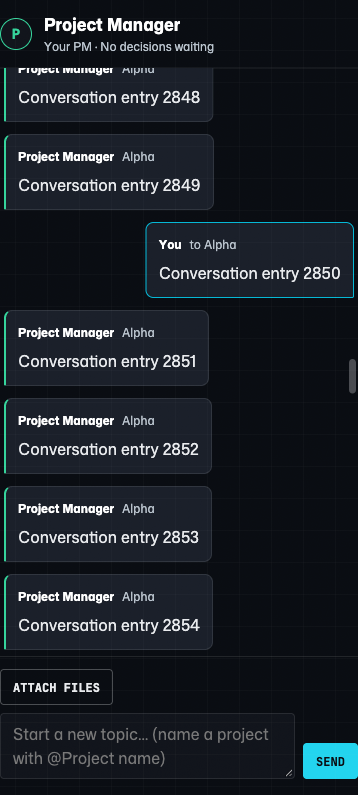 P
Project Manager
Your PM · No decisions waiting
Project Manager Alpha
Conversation entry 2848
Project Manager Alpha
Conversation entry 2849
You to Alpha
Conversation entry 2850
Project Manager Alpha
Conversation entry 2851
Project Manager Alpha
Conversation entry 2852
Project Manager Alpha
Conversation entry 2853
Project Manager Alpha
Conversation entry 2854
ATTACH FILES
Start a new topic... (name a project
with @Project name)
SEND